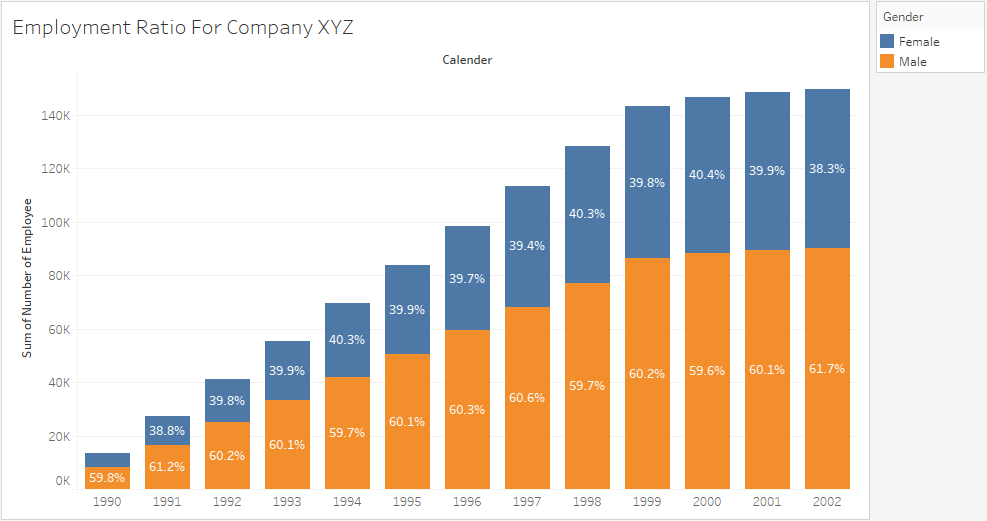 Employment Ratio For Company XYZ
Gender
Female
Male
Calender
Sum of Number of Employee
140K
120K
100K
80K
60K
40K
20K
0K
38.8% 39.8% 39.9% 40.3% 39.9% 39.7% 39.4% 40.3% 39.8% 40.4% 39.9% 38.3%
59.8% 61.2% 60.2% 60.1% 59.7% 60.1% 60.3% 60.6% 59.7% 60.2% 59.6% 60.1% 61.7%
1990 1991 1992 1993 1994 1995 1996 1997 1998 1999 2000 2001 2002